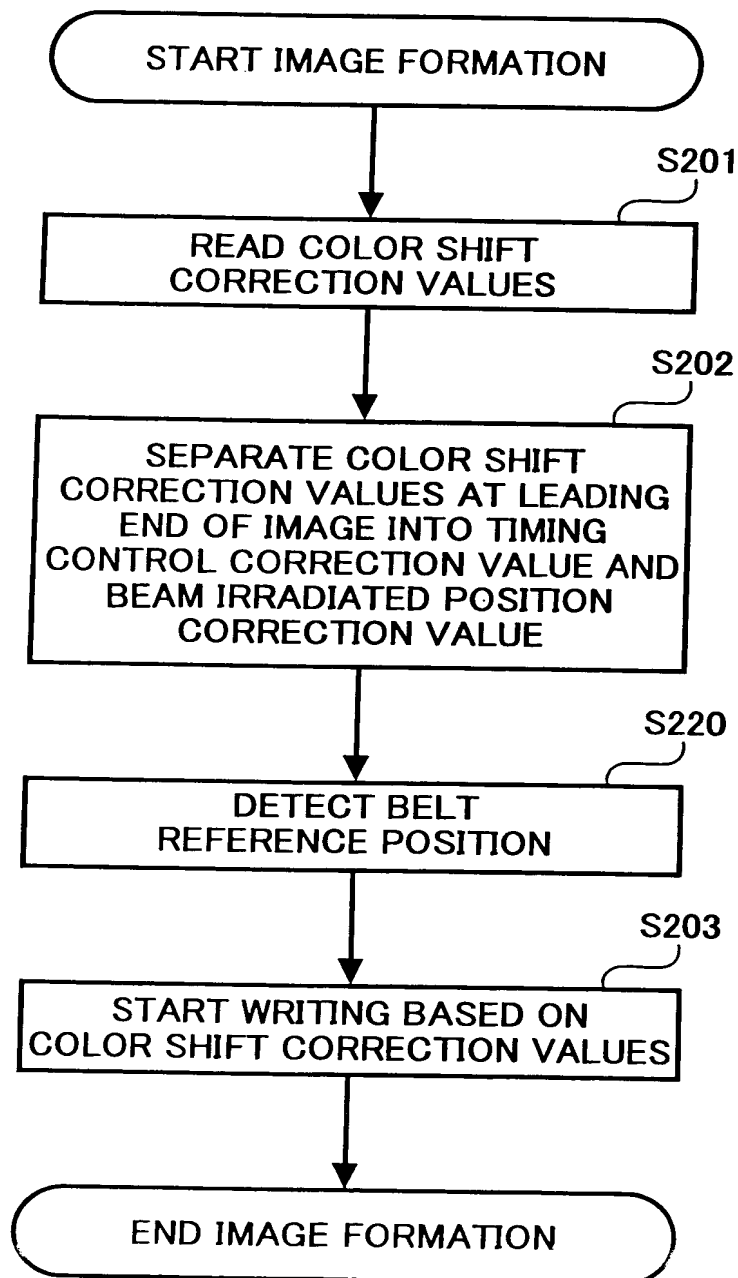 START IMAGE FORMATION
S201
READ COLOR SHIFT
CORRECTION VALUES
S202
SEPARATE COLOR SHIFT
CORRECTION VALUES AT LEADING
END OF IMAGE INTO TIMING
CONTROL CORRECTION VALUE AND
BEAM IRRADIATED POSITION
CORRECTION VALUE
S220
DETECT BELT
REFERENCE POSITION
S203
START WRITING BASED ON
COLOR SHIFT CORRECTION VALUES
END IMAGE FORMATION